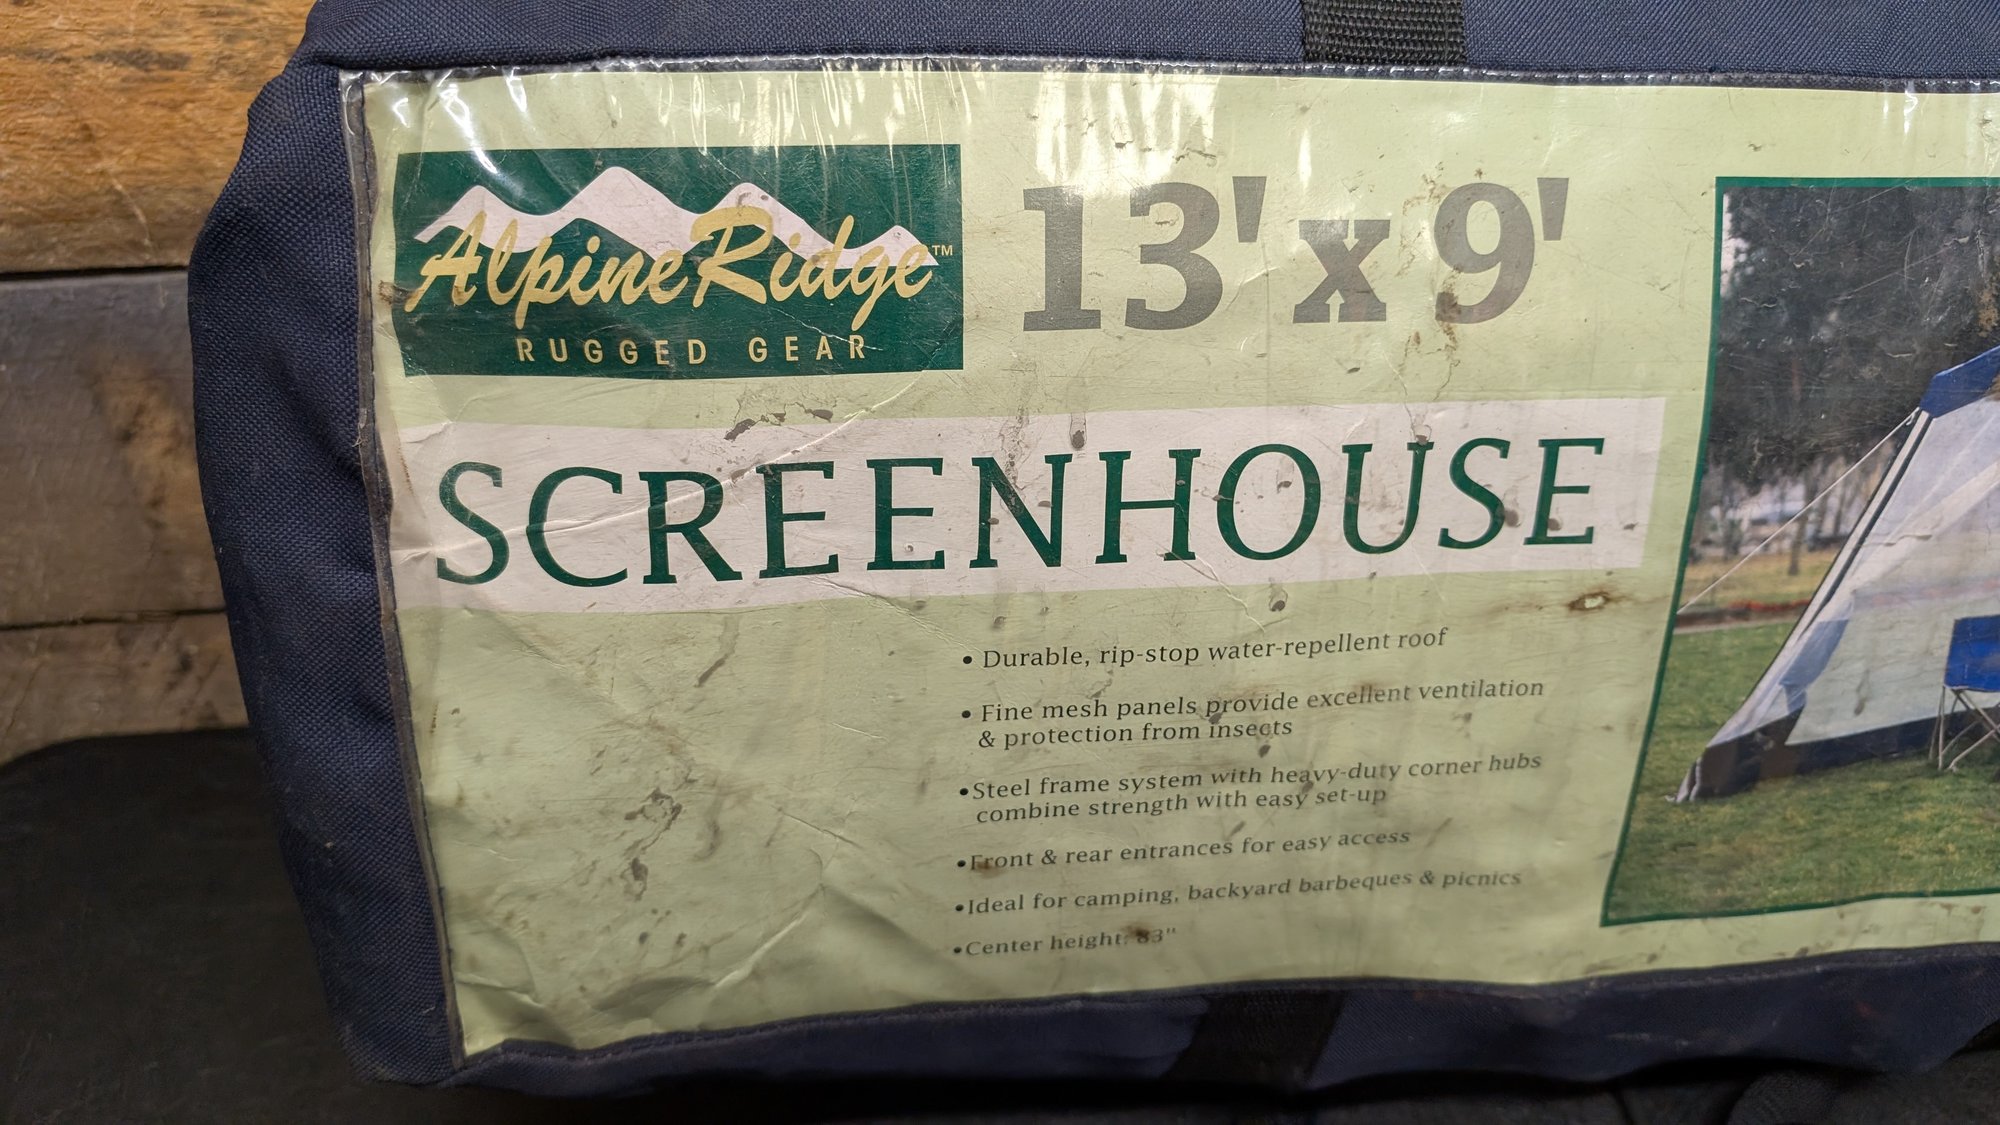 AlpineRidge™
RUGGED GEAR
13' x 9'
SCREENHOUSE
• Durable, rip-stop water-repellent roof
• Fine mesh panels provide excellent ventilation
& protection from insects
• Steel frame system with heavy-duty corner hubs
combine strength with easy set-up
• Front & rear entrances for easy access
• Ideal for camping, backyard barbeques & picnics
• Center height: 83"